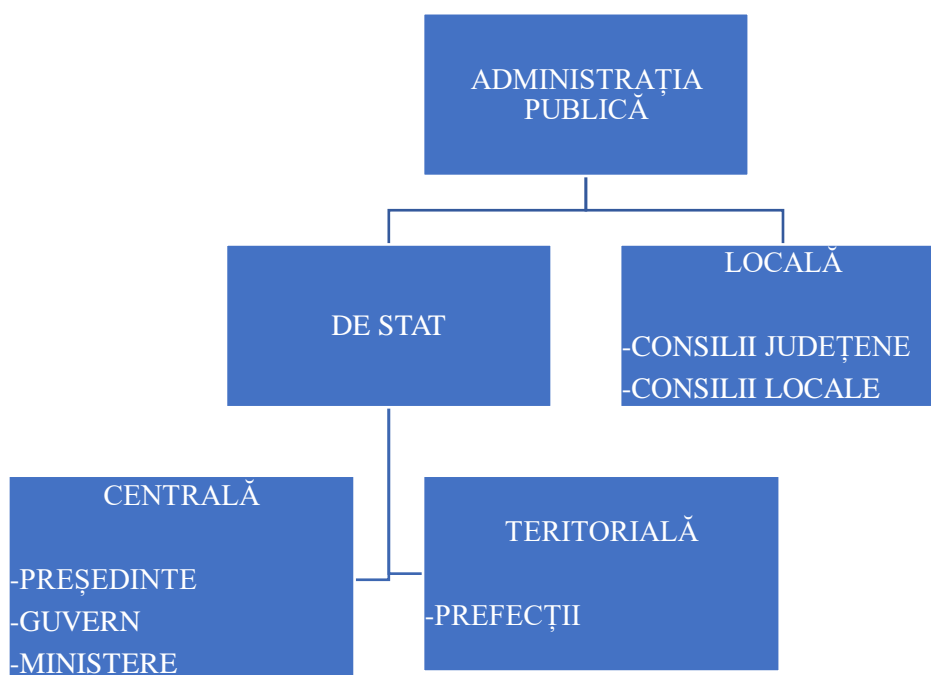 ADMINISTRAȚIA
PUBLICĂ
DE STAT
LOCALĂ
-CONSILII JUDEȚENE
-CONSILII LOCALE
CENTRALĂ
-PREȘEDINTE
-GUVERN
-MINISTERE
TERITORIALĂ
-PREFECȚII